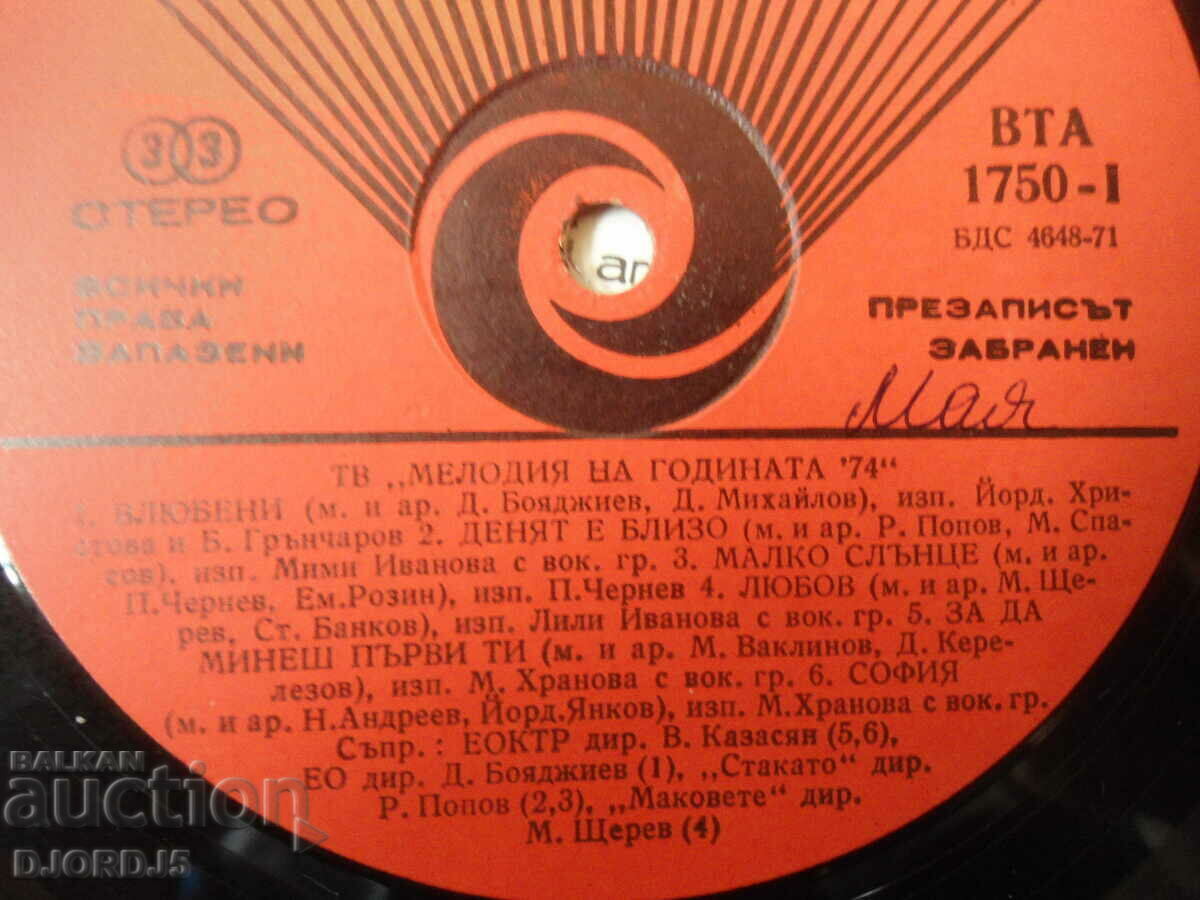 33
СТЕРЕО
ВСИЧКИ
ПРАВА
ЗАПАЗЕНИ
ВТА
1750-I
БДС 4648-71
ПРЕЗАПИСЪТ
ЗАБРАНЕН
Мая
ar
ТВ „МЕЛОДИЯ НА ГОДИНАТА '74“
1. ВЛЮБЕНИ (м. и ар. Д. Бояджиев, Д. Михайлов), изп. Йорд. Хри-
стова и Б. Грънчаров 2. ДЕНЯТ Е БЛИЗО (м. и ар. Р. Попов, М. Спа-
сов), изп. Мими Иванова с вок. гр. 3. МАЛКО СЛЪНЦЕ (м. и ар.
П.Чернев, Ем.Розин), изп. П.Чернев 4. ЛЮБОВ (м. и ар. М. Ще-
рев, Ст. Банков), изп. Лили Иванова с вок. гр. 5. ЗА ДА
МИНЕШ ПЪРВИ ТИ (м. и ар. М. Ваклинов, Д. Кере-
лезов), изп. М. Хранова с вок. гр. 6. СОФИЯ
(м. и ар. Н.Андреев, Йорд.Янков), изп. М.Хранова с вок. гр.
Съпр. : ЕОКТР дир. В. Казасян (5,6),
ЕО дир. Д. Бояджиев (1), „Стакато“ дир.
Р. Попов (2,3), „Маковете“ дир.
М. Щерев (4)
BALKAN
auction
DJORD_J5